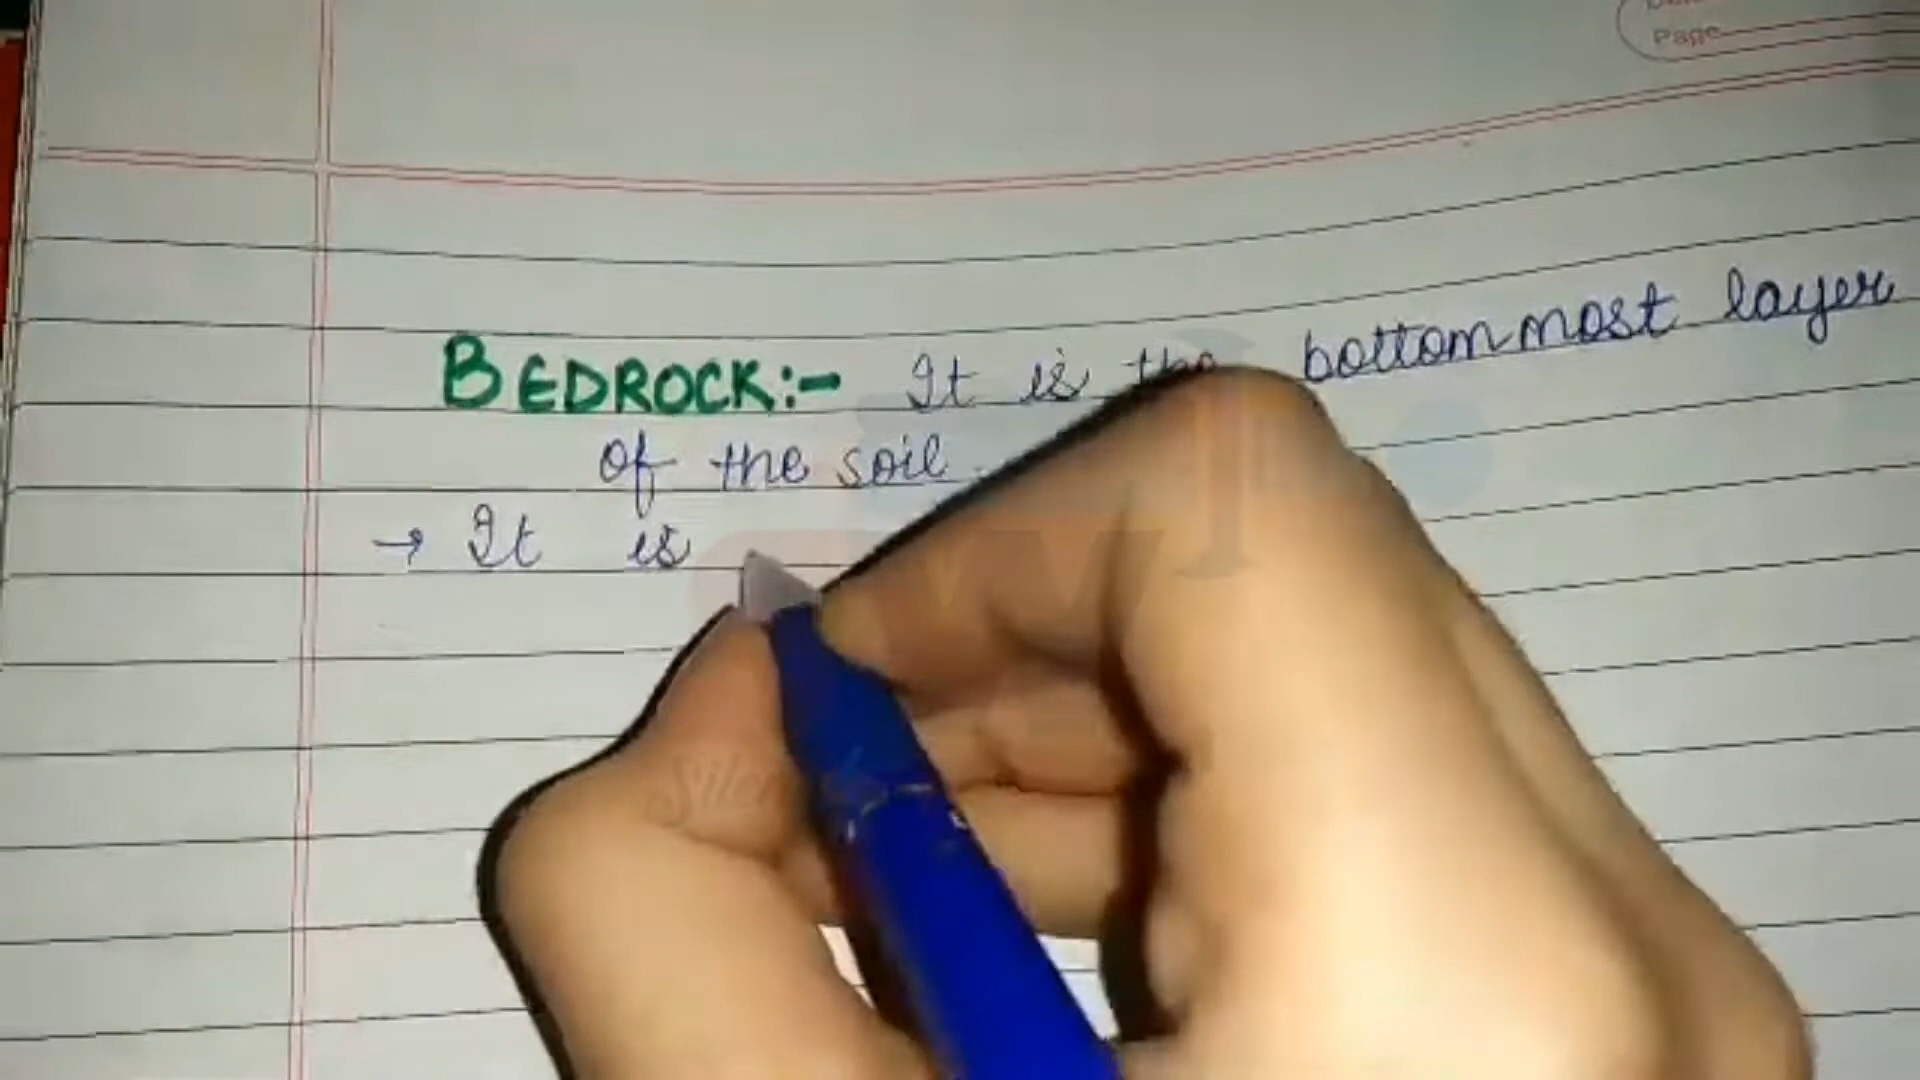 Page
BEDROCK:- It is the bottom most layer
of the soil.
→ It is